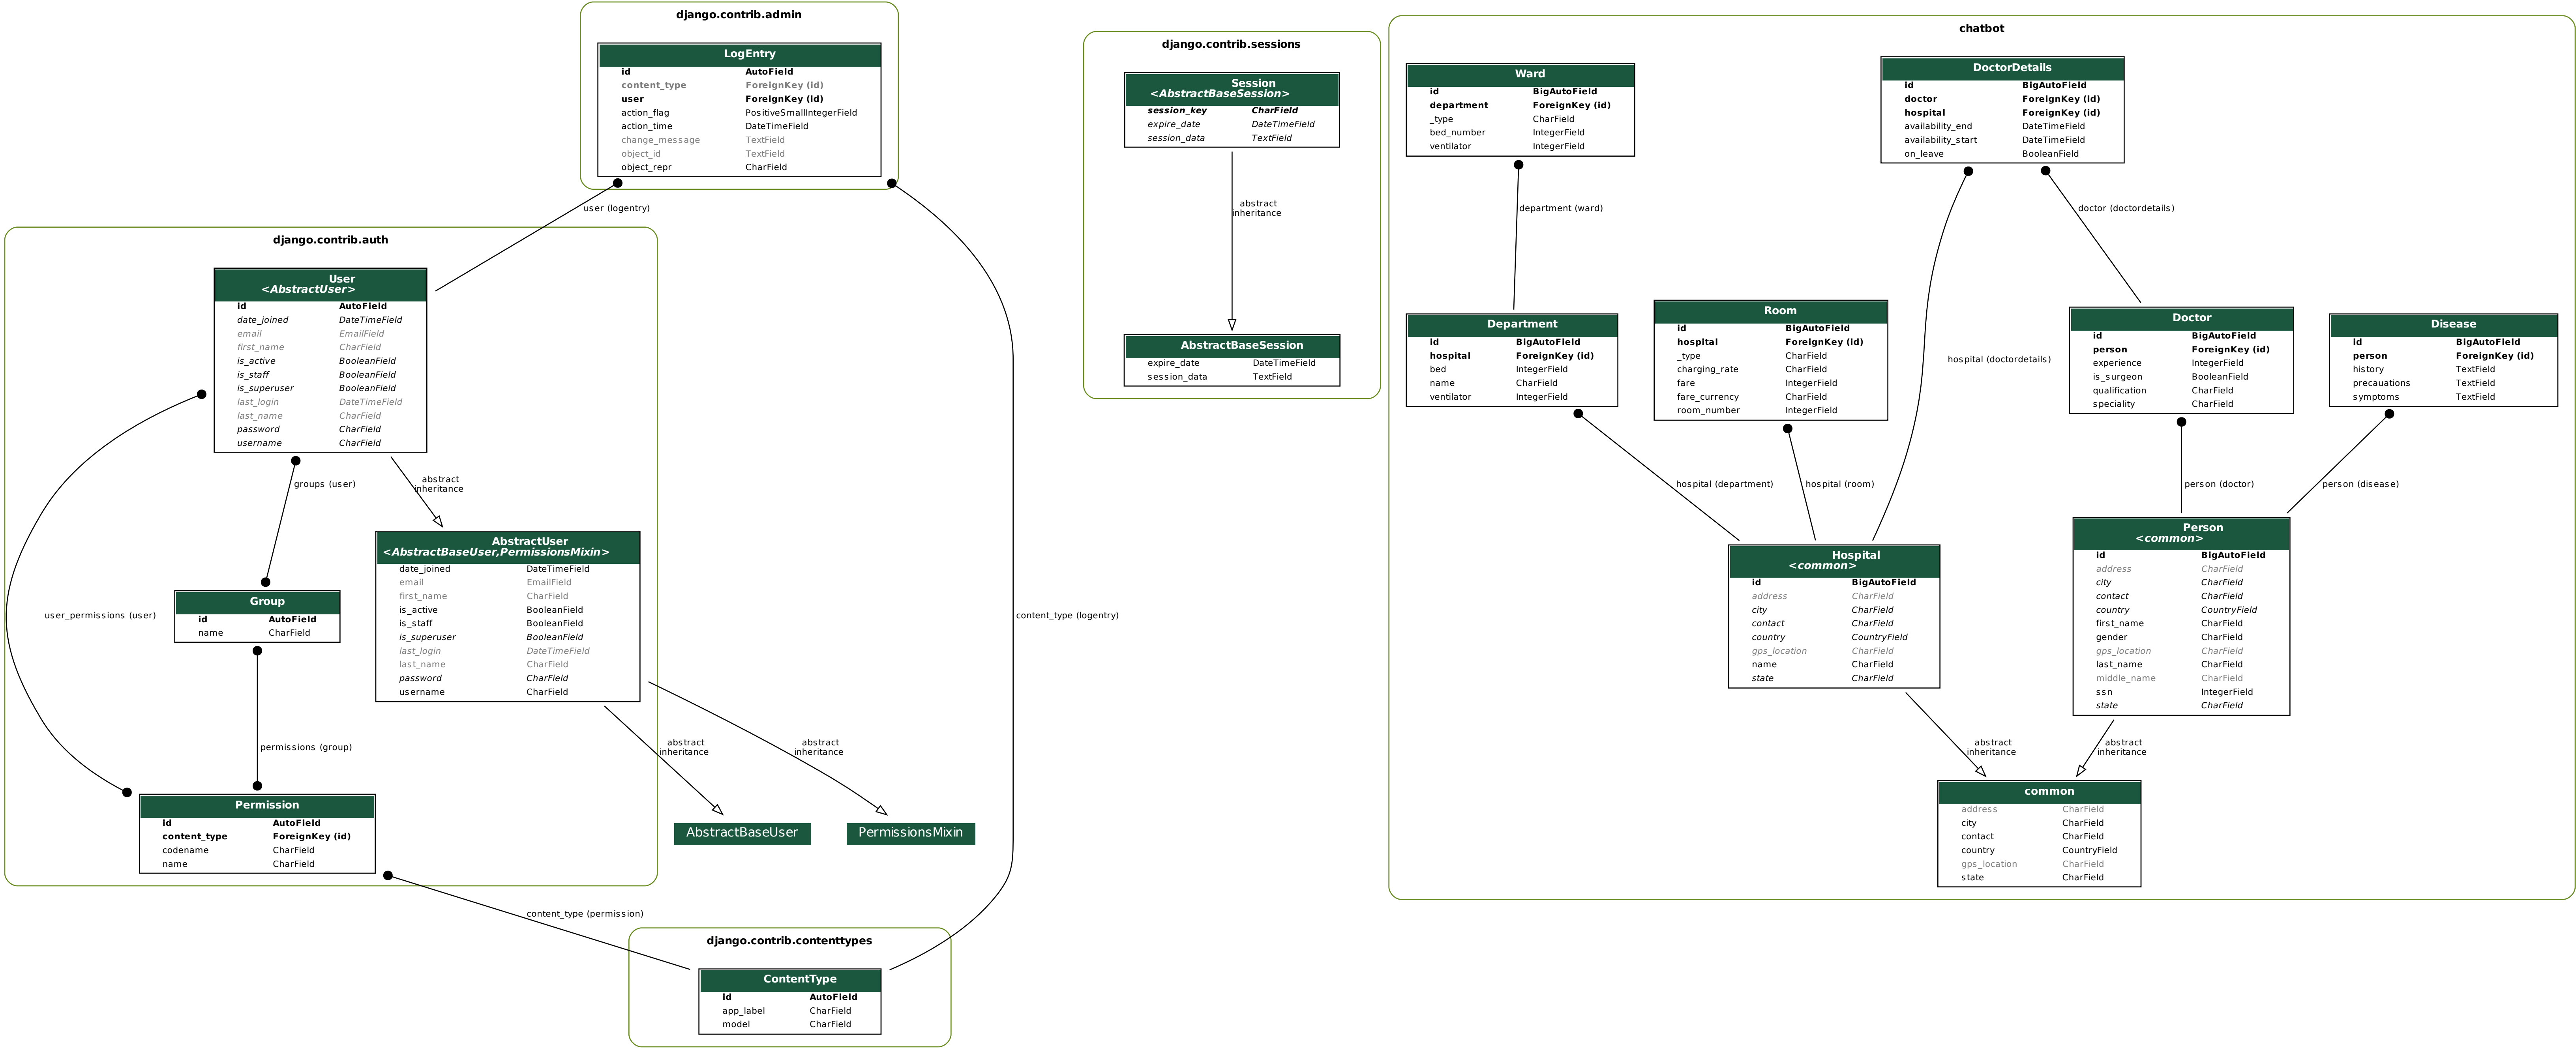 django.contrib.admin
LogEntry
id AutoField
content_type ForeignKey (id)
user ForeignKey (id)
action_flag PositiveSmallIntegerField
action_time DateTimeField
change_message TextField
object_id TextField
object_repr CharField
user (logentry)
django.contrib.auth
User
<AbstractUser>
id AutoField
date_joined DateTimeField
email EmailField
first_name CharField
is_active BooleanField
is_staff BooleanField
is_superuser BooleanField
last_login DateTimeField
last_name CharField
password CharField
username CharField
groups (user)
abstract
inheritance
AbstractUser
<AbstractBaseUser,PermissionsMixin>
date_joined DateTimeField
email EmailField
first_name CharField
is_active BooleanField
is_staff BooleanField
is_superuser BooleanField
last_login DateTimeField
last_name CharField
password CharField
username CharField
Group
id AutoField
name CharField
user_permissions (user)
permissions (group)
Permission
id AutoField
content_type ForeignKey (id)
codename CharField
name CharField
abstract
inheritance
abstract
inheritance
AbstractBaseUser
PermissionsMixin
content_type (logentry)
content_type (permission)
django.contrib.contenttypes
ContentType
id AutoField
app_label CharField
model CharField
django.contrib.sessions
Session
<AbstractBaseSession>
session_key CharField
expire_date DateTimeField
session_data TextField
abstract
inheritance
AbstractBaseSession
expire_date DateTimeField
session_data TextField
chatbot
Ward
id BigAutoField
department ForeignKey (id)
_type CharField
bed_number IntegerField
ventilator IntegerField
DoctorDetails
id BigAutoField
doctor ForeignKey (id)
hospital ForeignKey (id)
availability_end DateTimeField
availability_start DateTimeField
on_leave BooleanField
department (ward)
doctor (doctordetails)
Department
id BigAutoField
hospital ForeignKey (id)
bed IntegerField
name CharField
ventilator IntegerField
Room
id BigAutoField
hospital ForeignKey (id)
_type CharField
charging_rate CharField
fare IntegerField
fare_currency CharField
room_number IntegerField
hospital (doctordetails)
Doctor
id BigAutoField
person ForeignKey (id)
experience IntegerField
is_surgeon BooleanField
qualification CharField
speciality CharField
Disease
id BigAutoField
person ForeignKey (id)
history TextField
precauations TextField
symptoms TextField
hospital (department)
hospital (room)
person (doctor)
person (disease)
Hospital
<common>
id BigAutoField
address CharField
city CharField
contact CharField
country CountryField
gps_location CharField
name CharField
state CharField
Person
<common>
id BigAutoField
address CharField
city CharField
contact CharField
country CountryField
first_name CharField
gender CharField
gps_location CharField
last_name CharField
middle_name CharField
ssn IntegerField
state CharField
abstract
inheritance
abstract
inheritance
common
address CharField
city CharField
contact CharField
country CountryField
gps_location CharField
state CharField